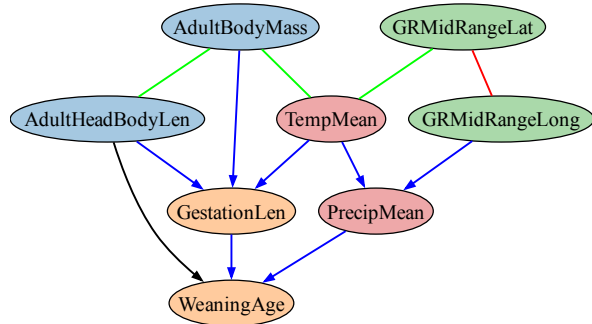 AdultBodyMass
GRMidRangeLat
AdultHeadBodyLen
TempMean
GRMidRangeLong
GestationLen
PrecipMean
WeaningAge